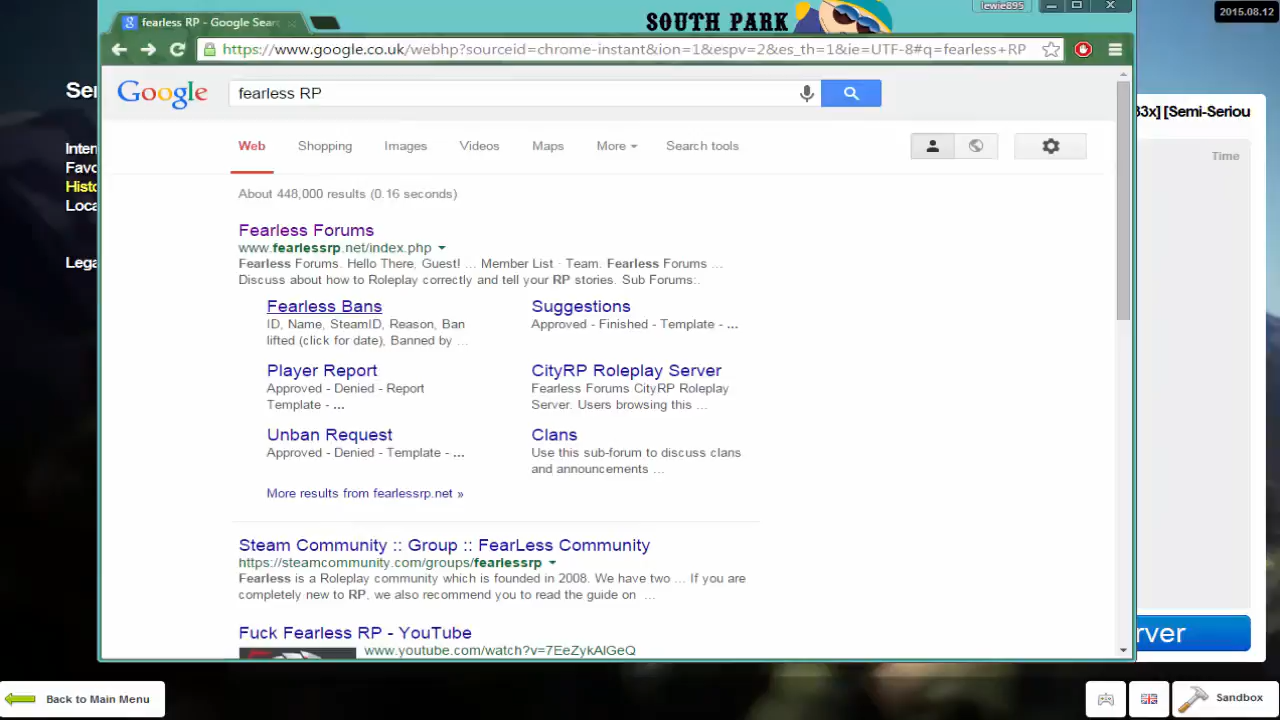 fearless RP - Google Sear
SOUTH PARK
lewie895
2015.08.12
https://www.google.co.uk/webhp?sourceid=chrome-instant&ion=1&espv=2&es_th=1&ie=UTF-8#q=fearless+RP
Google
fearless RP
Web Shopping Images Videos Maps More Search tools
About 448,000 results (0.16 seconds)
Fearless Forums
www.fearlessrp.net/index.php
Fearless Forums. Hello There, Guest! ... Member List · Team. Fearless Forums ...
Discuss about how to Roleplay correctly and tell your RP stories. Sub Forums:.
Fearless Bans
ID, Name, SteamID, Reason, Ban
lifted (click for date), Banned by ...
Suggestions
Approved - Finished - Template - ...
Player Report
Approved - Denied - Report
Template - ...
CityRP Roleplay Server
Fearless Forums CityRP Roleplay
Server. Users browsing this ...
Unban Request
Approved - Denied - Template - ...
Clans
Use this sub-forum to discuss clans
and announcements ...
More results from fearlessrp.net »
Steam Community :: Group :: FearLess Community
https://steamcommunity.com/groups/fearlessrp
Fearless is a Roleplay community which is founded in 2008. We have two ... If you are
completely new to RP, we also recommend you to read the guide on ...
Fuck Fearless RP - YouTube
www.youtube.com/watch?v=7EeZykAlGeQ
Ser
Inter
Favo
Histo
Loca
Lega
33x] [Semi-Seriou
Time
rver
Back to Main Menu
Sandbox